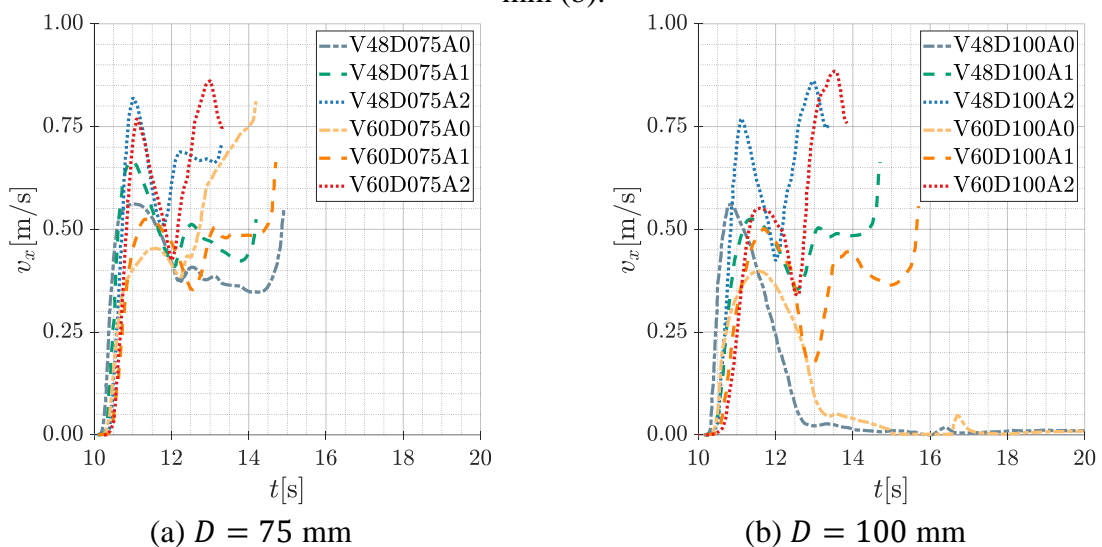 mm (b).
1.00
0.75
0.50
0.25
0.00
v_x[m/s]
10 12 14 16 18 20
t[s]
V48D075A0
V48D075A1
V48D075A2
V60D075A0
V60D075A1
V60D075A2
(a) D = 75 mm
1.00
0.75
0.50
0.25
0.00
v_x[m/s]
10 12 14 16 18 20
t[s]
V48D100A0
V48D100A1
V48D100A2
V60D100A0
V60D100A1
V60D100A2
(b) D = 100 mm